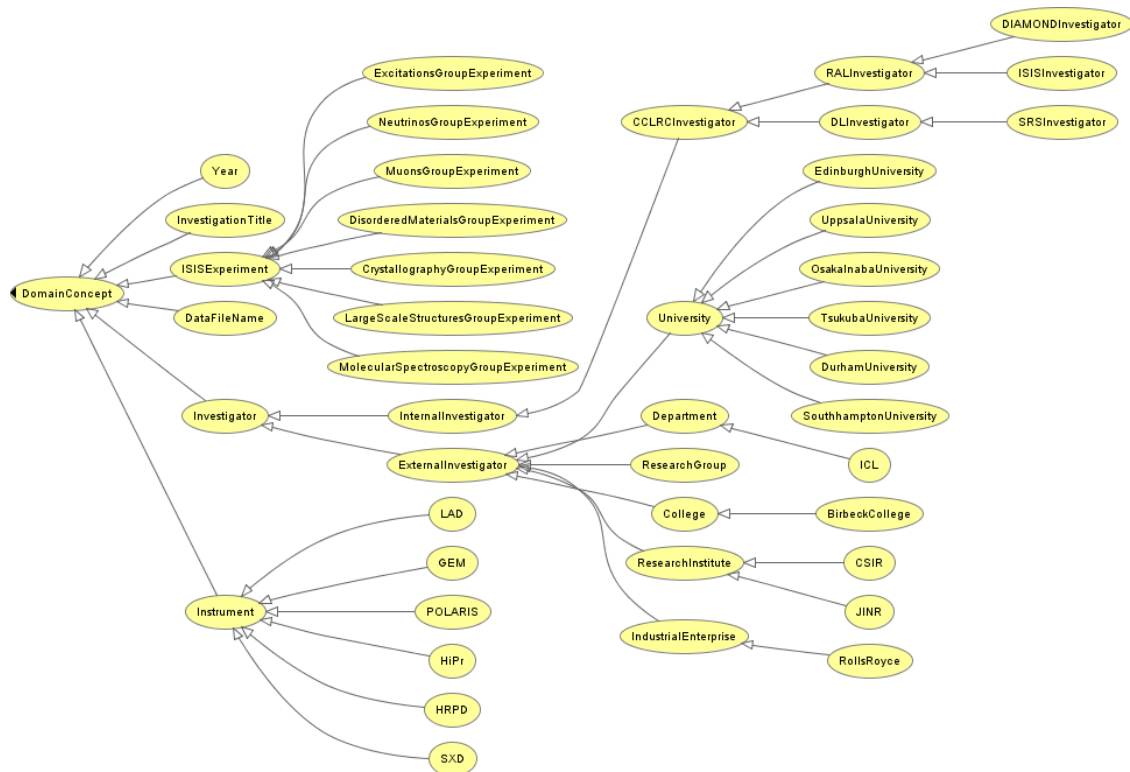 DIAMONDInvestigator
ExcitationsGroupExperiment
RALInvestigator
ISISInvestigator
NeutrinosGroupExperiment
CCLRCInvestigator
DLInvestigator
SRSInvestigator
Year
MuonsGroupExperiment
EdinburghUniversity
InvestigationTitle
DisorderedMaterialsGroupExperiment
UppsalaUniversity
ISISExperiment
CrystallographyGroupExperiment
OsakaInabaUniversity
DomainConcept
DataFileName
LargeScaleStructuresGroupExperiment
University
TsukubaUniversity
MolecularSpectroscopyGroupExperiment
DurhamUniversity
Investigator
InternalInvestigator
Department
SouthhamptonUniversity
ExternalInvestigator
ResearchGroup
ICL
LAD
College
BirbeckCollege
GEM
ResearchInstitute
CSIR
Instrument
POLARIS
JINR
IndustrialEnterprise
HiPr
RollsRoyce
HRPD
SXD